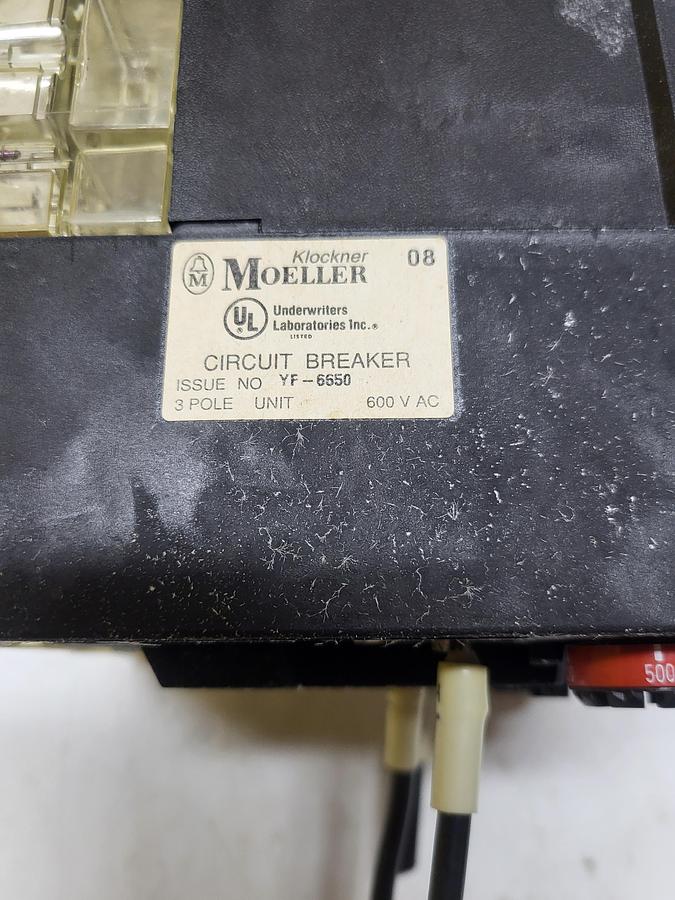 Klockner
M MOELLER 08
UL Underwriters
Laboratories Inc.®
LISTED
CIRCUIT BREAKER
ISSUE NO YF-6650
3 POLE UNIT 600 V AC
500